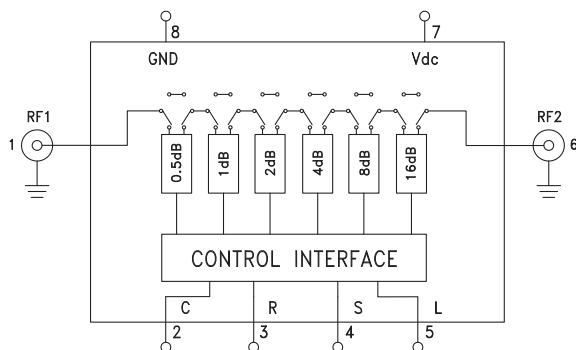 8
7
GND
Vdc
RF1
RF2
1
6
0.5dB
1dB
2dB
4dB
8dB
16dB
CONTROL INTERFACE
C
R
S
L
2
3
4
5